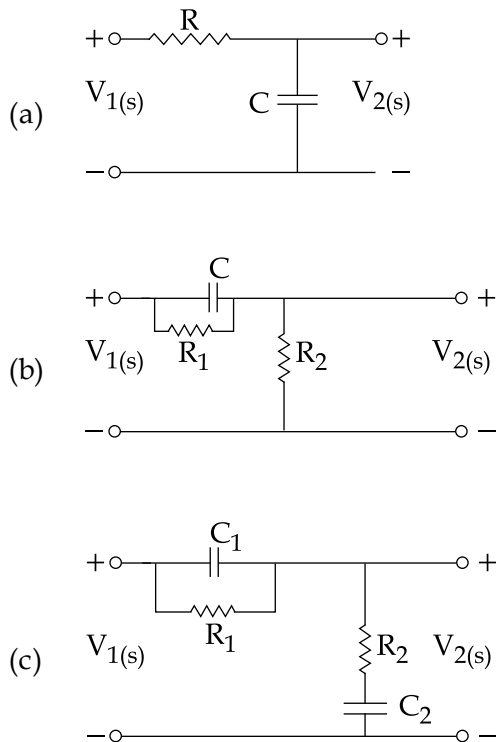 R
+ +
V1(s) C V2(s)
(a)
− −
C
+ +
V1(s) R1 R2 V2(s)
(b)
− −
C1
+ +
R1
V1(s) R2 V2(s)
(c)
C2
− −